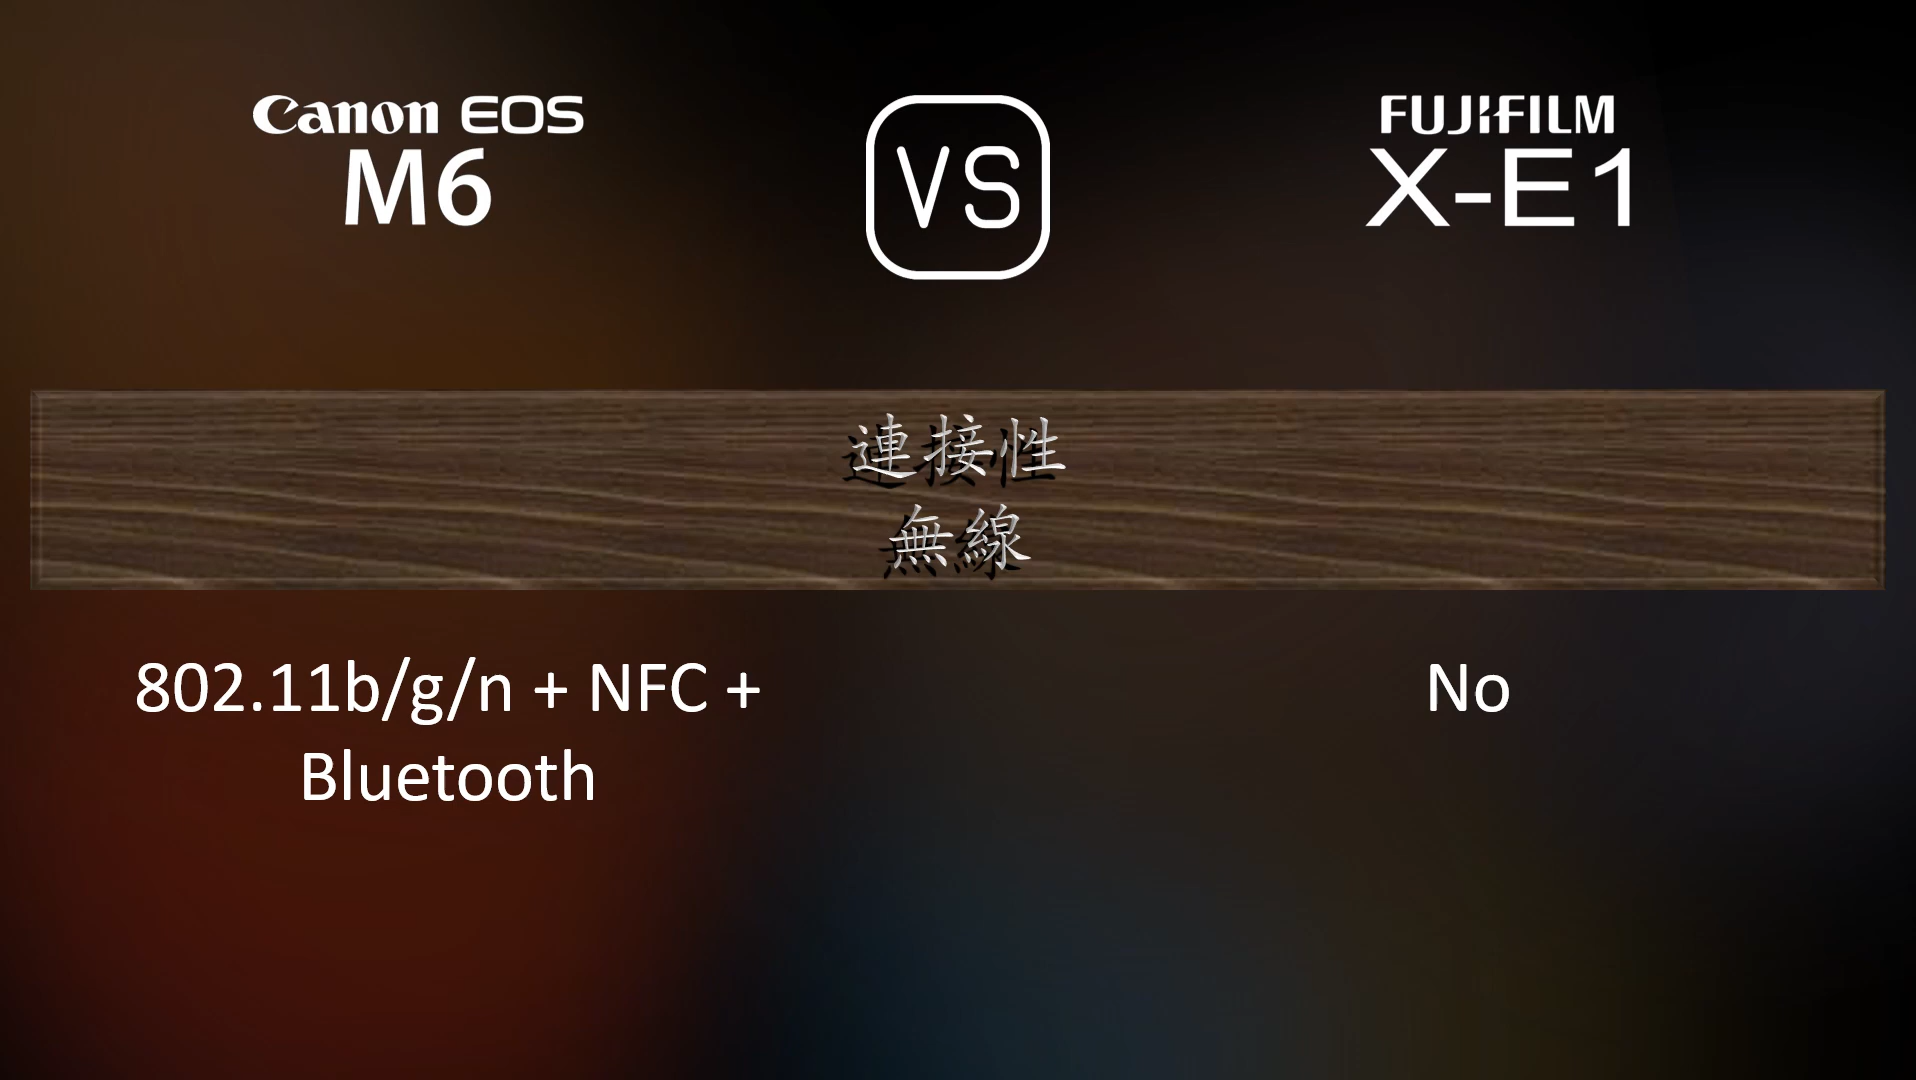 Canon EOS
M6
VS
FUJIFILM
X-E1
連接性
無線
802.11b/g/n + NFC +
Bluetooth
No